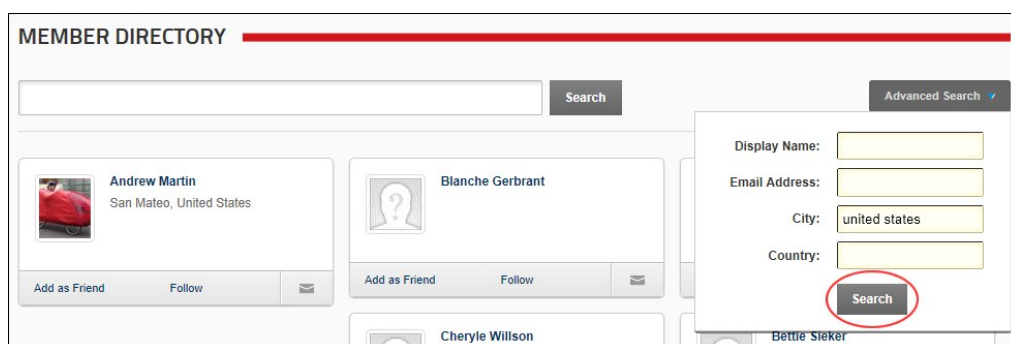 MEMBER DIRECTORY
Search
Advanced Search
Display Name:
Email Address:
City: united states
Country:
Search
Andrew Martin
San Mateo, United States
Add as Friend Follow
Blanche Gerbrant
Add as Friend Follow
Cheryle Willson
Bettie Sieker